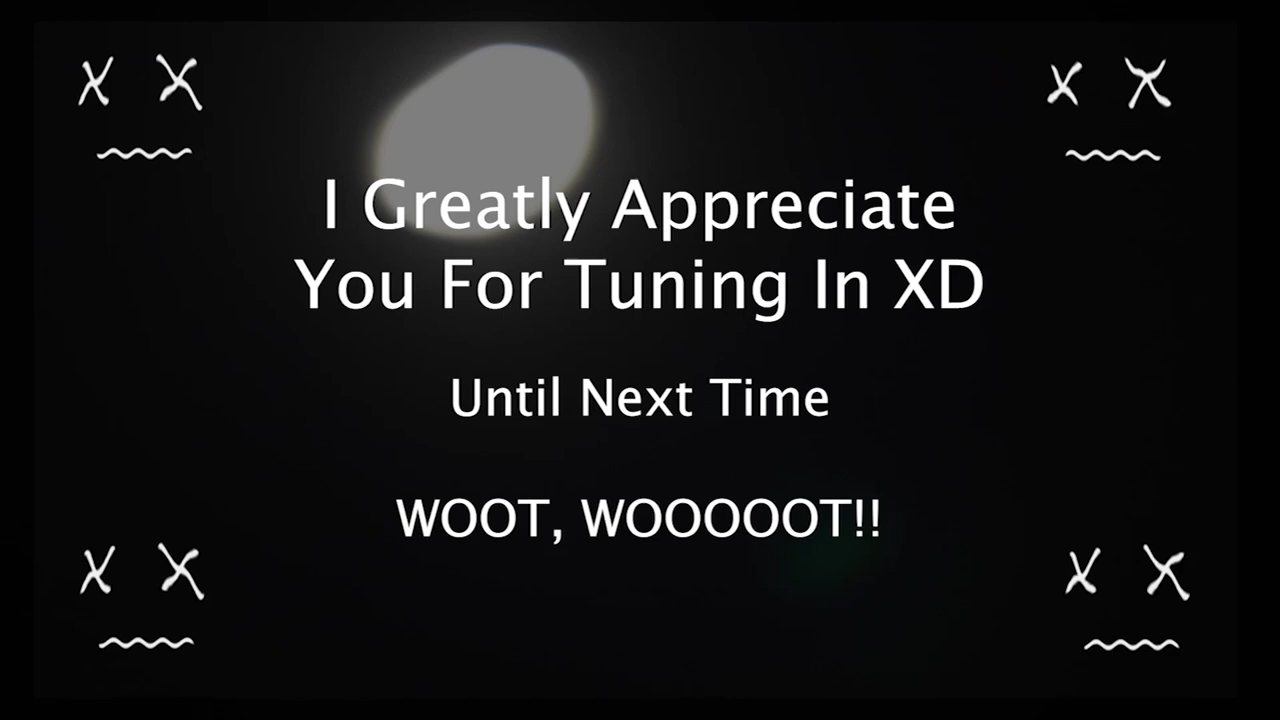 I Greatly Appreciate
You For Tuning In XD
Until Next Time
WOOT, WOOOOOT!!